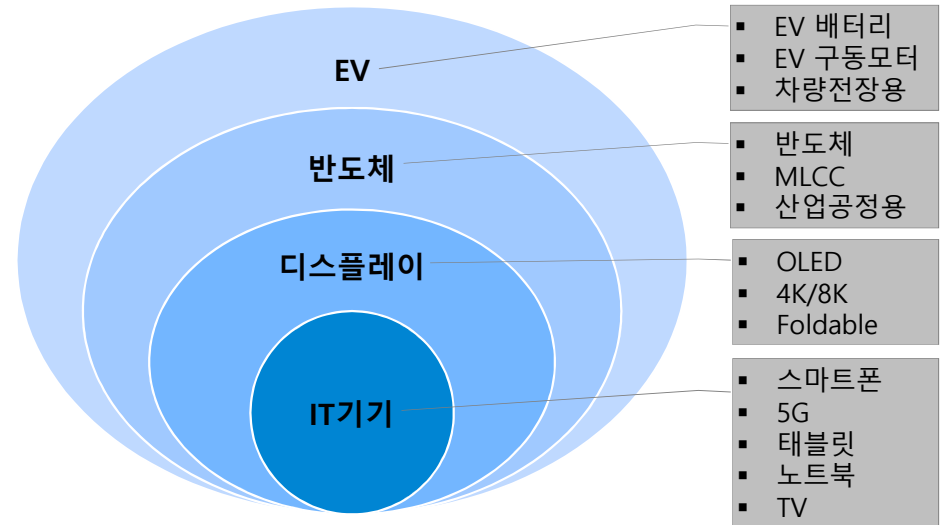 EV
반도체
디스플레이
IT기기
▪ EV 배터리
▪ EV 구동모터
▪ 차량전장용
▪ 반도체
▪ MLCC
▪ 산업공정용
▪ OLED
▪ 4K/8K
▪ Foldable
▪ 스마트폰
▪ 5G
▪ 태블릿
▪ 노트북
▪ TV